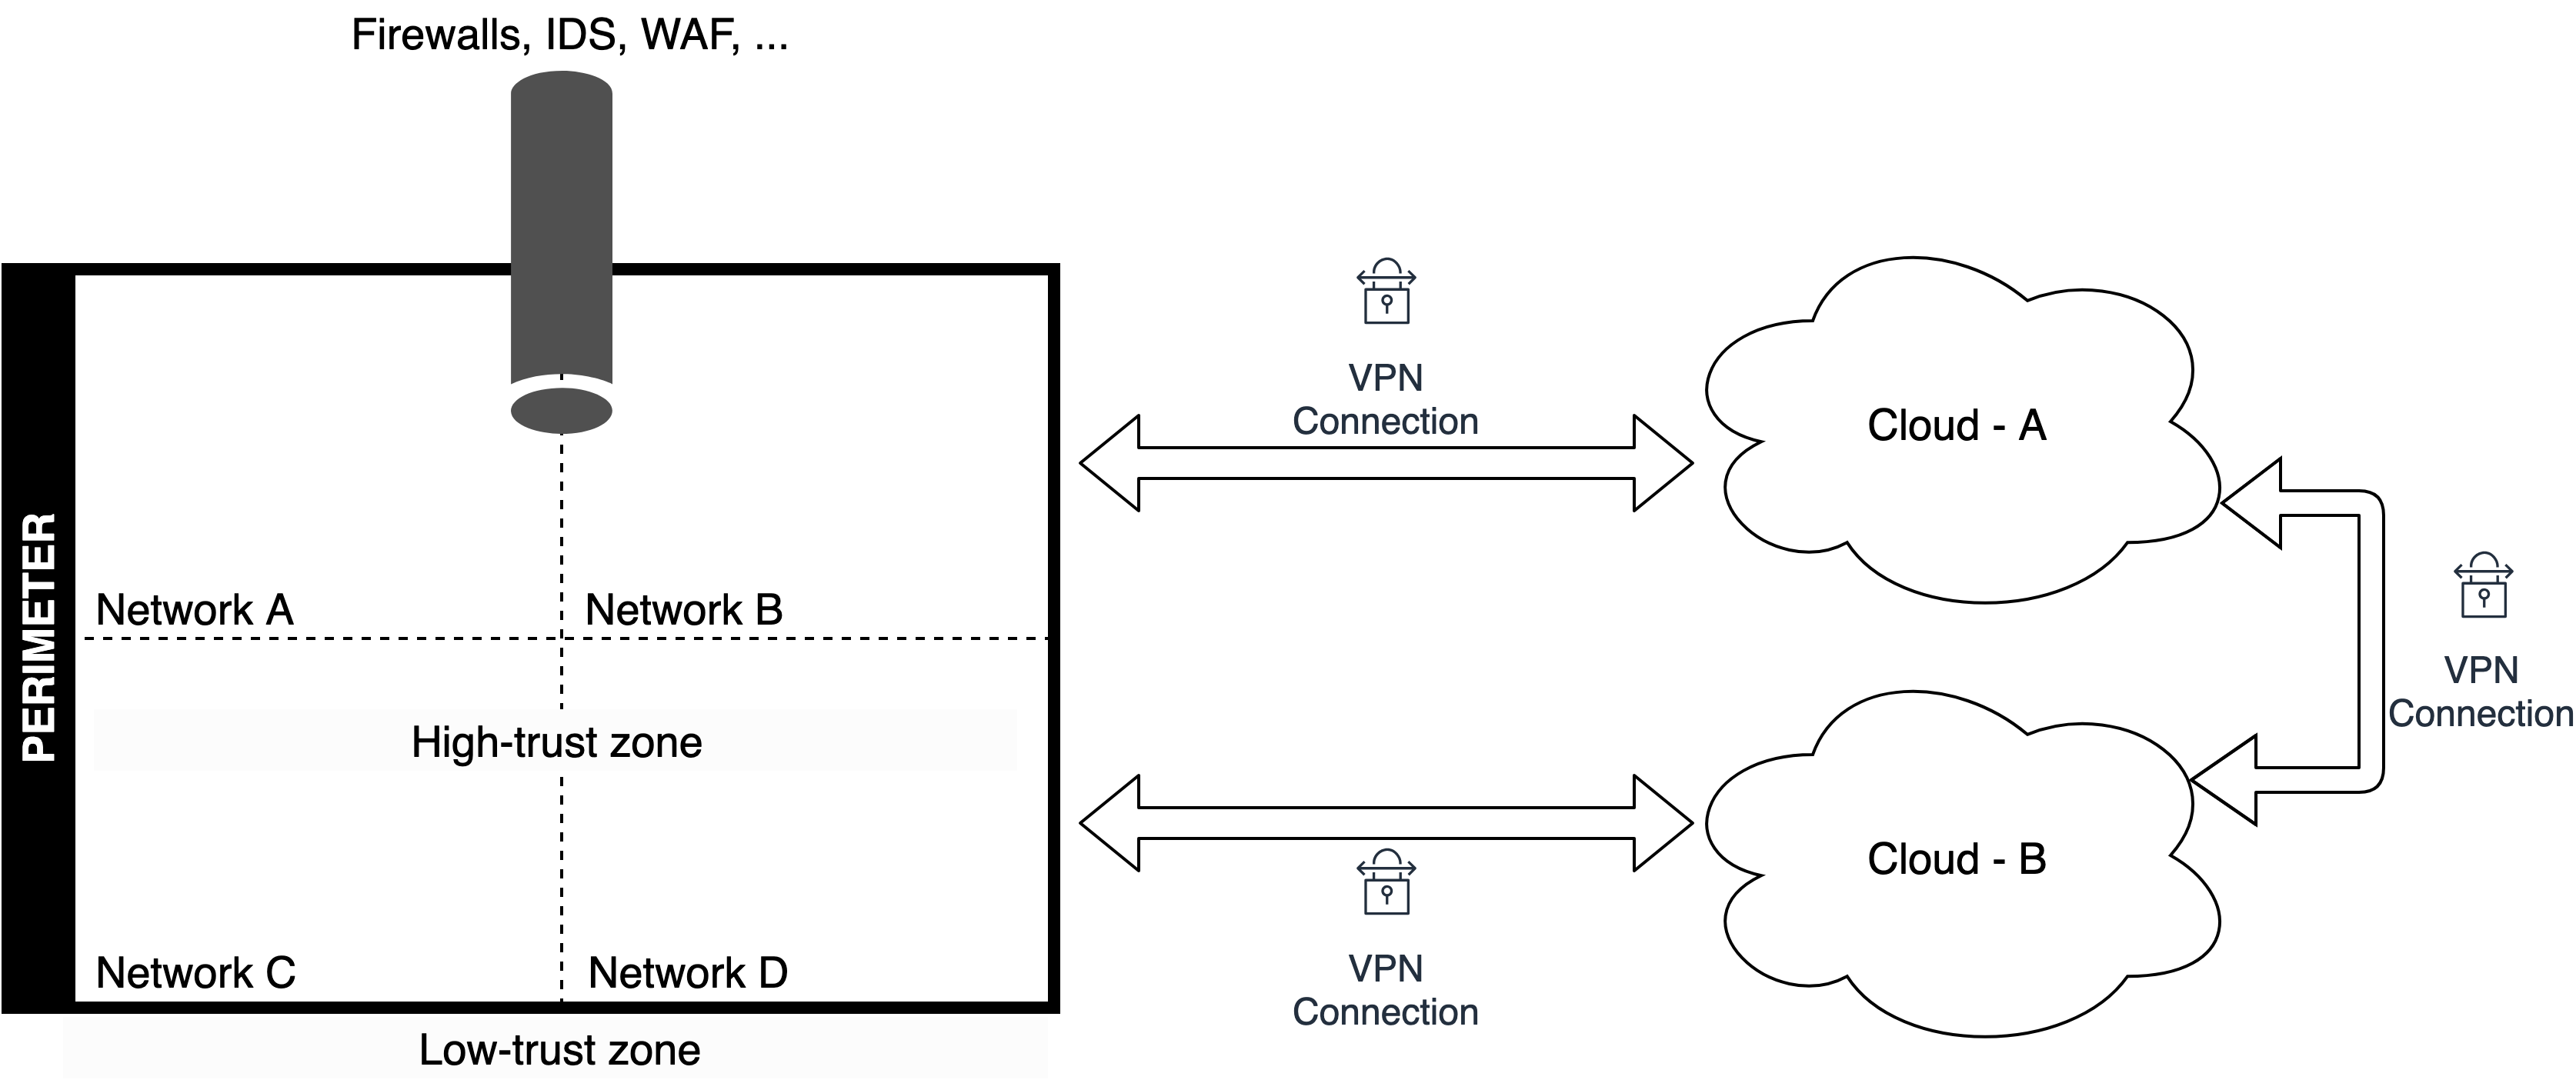 Firewalls, IDS, WAF, ...
PERIMETER
Network A
Network B
High-trust zone
Network C
Network D
Low-trust zone
VPN
Connection
Cloud - A
VPN
Connection
Cloud - B
VPN
Connection